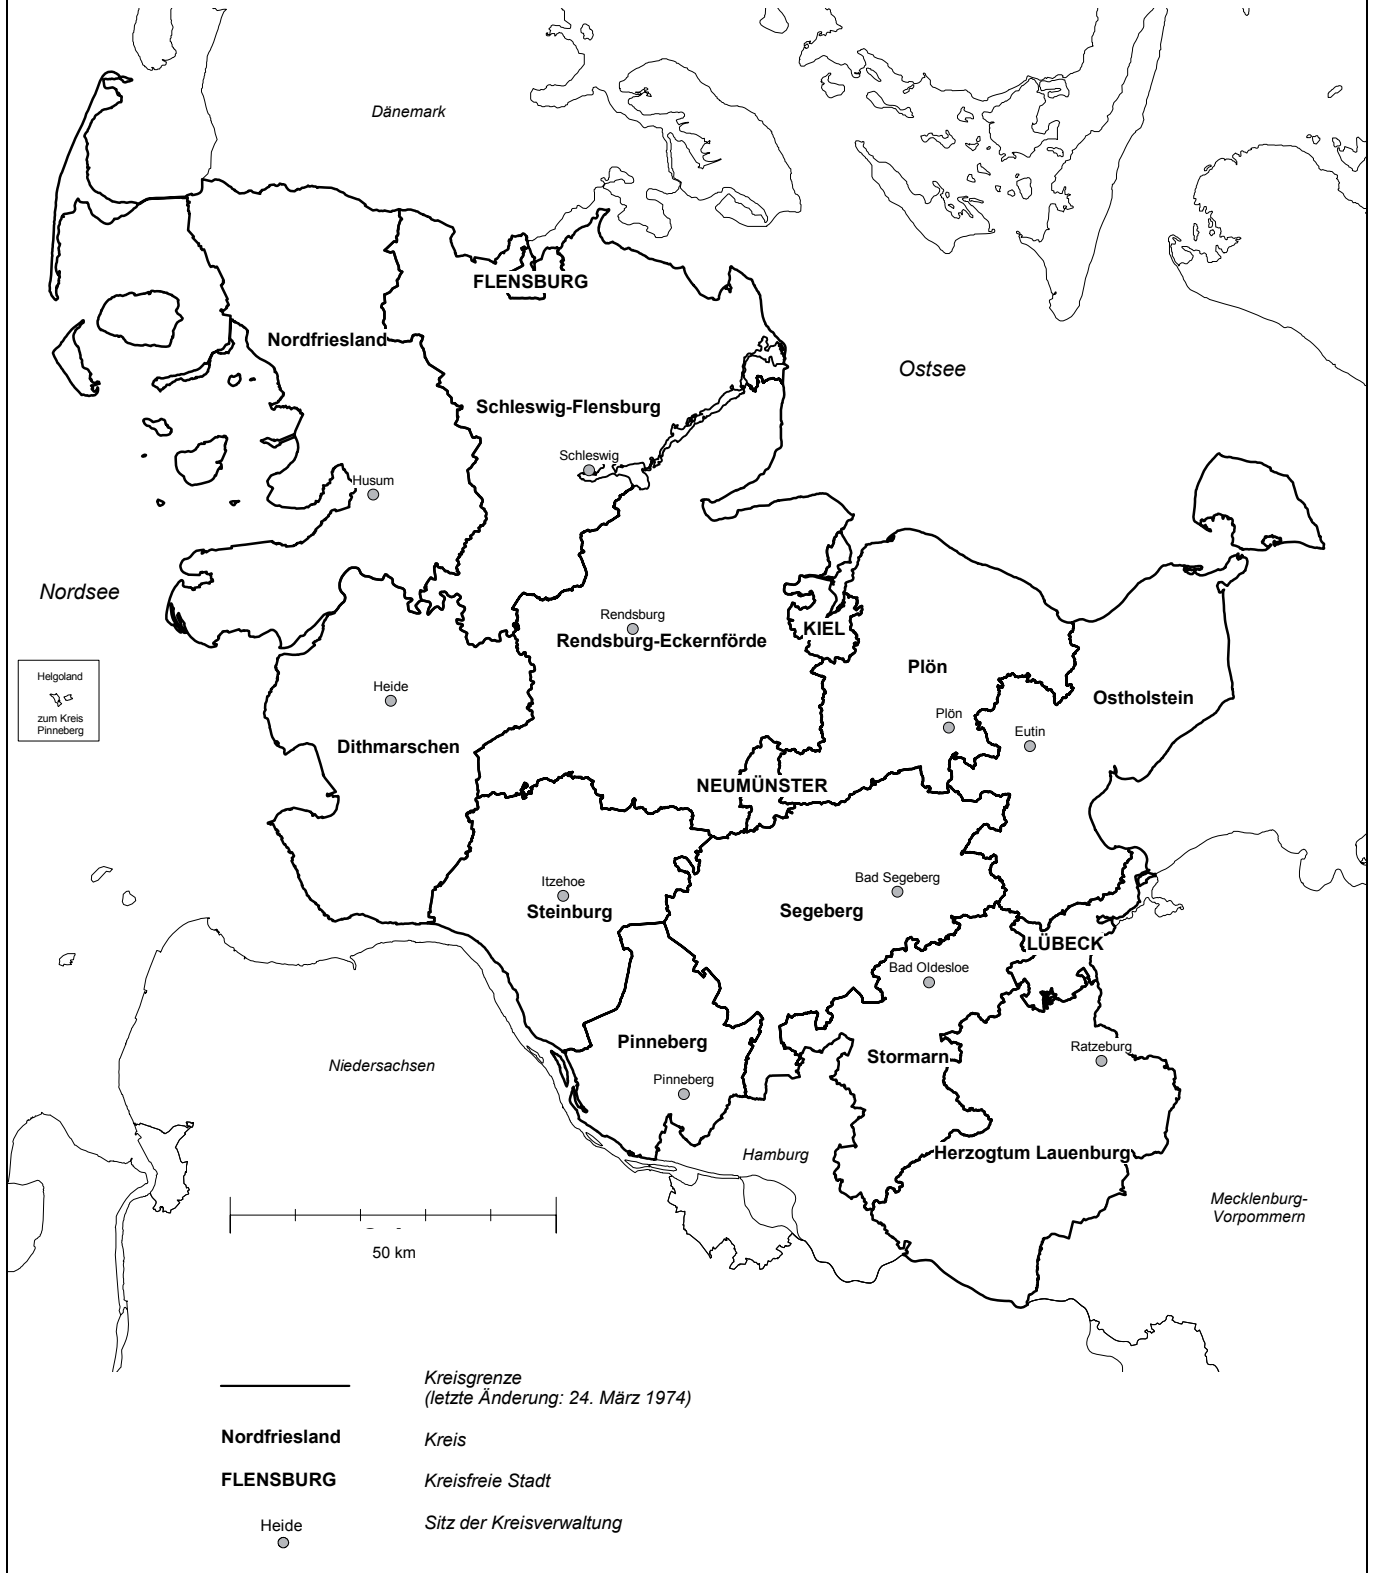 Dänemark
FLENSBURG
Nordfriesland
Ostsee
Schleswig-Flensburg
Schleswig
Husum
Nordsee
Rendsburg
KIEL
Rendsburg-Eckernförde
Plön
Helgoland
zum Kreis
Pinneberg
Heide
Ostholstein
Plön
Eutin
Dithmarschen
NEUMÜNSTER
Itzehoe
Bad Segeberg
Steinburg
Segeberg
LÜBECK
Bad Oldesloe
Pinneberg
Ratzeburg
Stormarn
Niedersachsen
Pinneberg
Hamburg
Herzogtum Lauenburg
Mecklenburg-
Vorpommern
50 km
Kreisgrenze
(letzte Änderung: 24. März 1974)
Nordfriesland
Kreis
FLENSBURG
Kreisfreie Stadt
Heide
Sitz der Kreisverwaltung